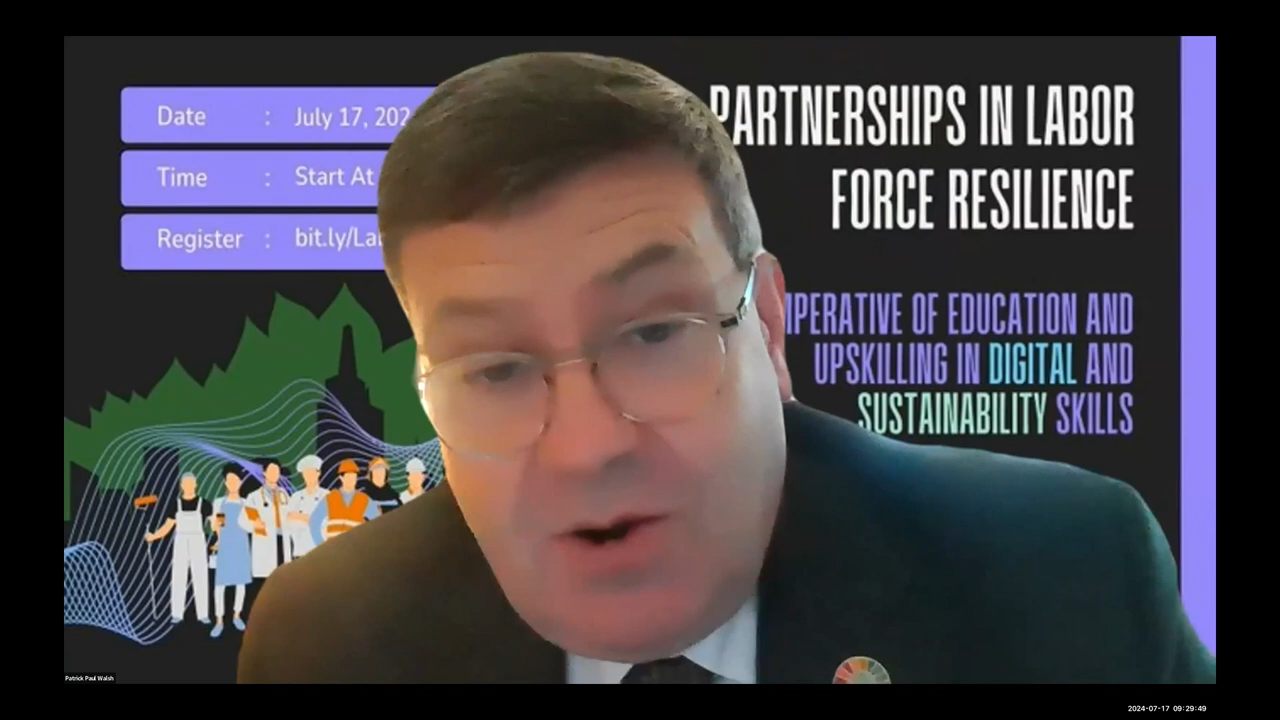 Date : July 17, 202
Time : Start At
Register : bit.ly/La
PARTNERSHIPS IN LABOR
FORCE RESILIENCE
IMPERATIVE OF EDUCATION AND
UPSKILLING IN DIGITAL AND
SUSTAINABILITY SKILLS
Patrick Paul Walsh
2024-07-17 09:29:49